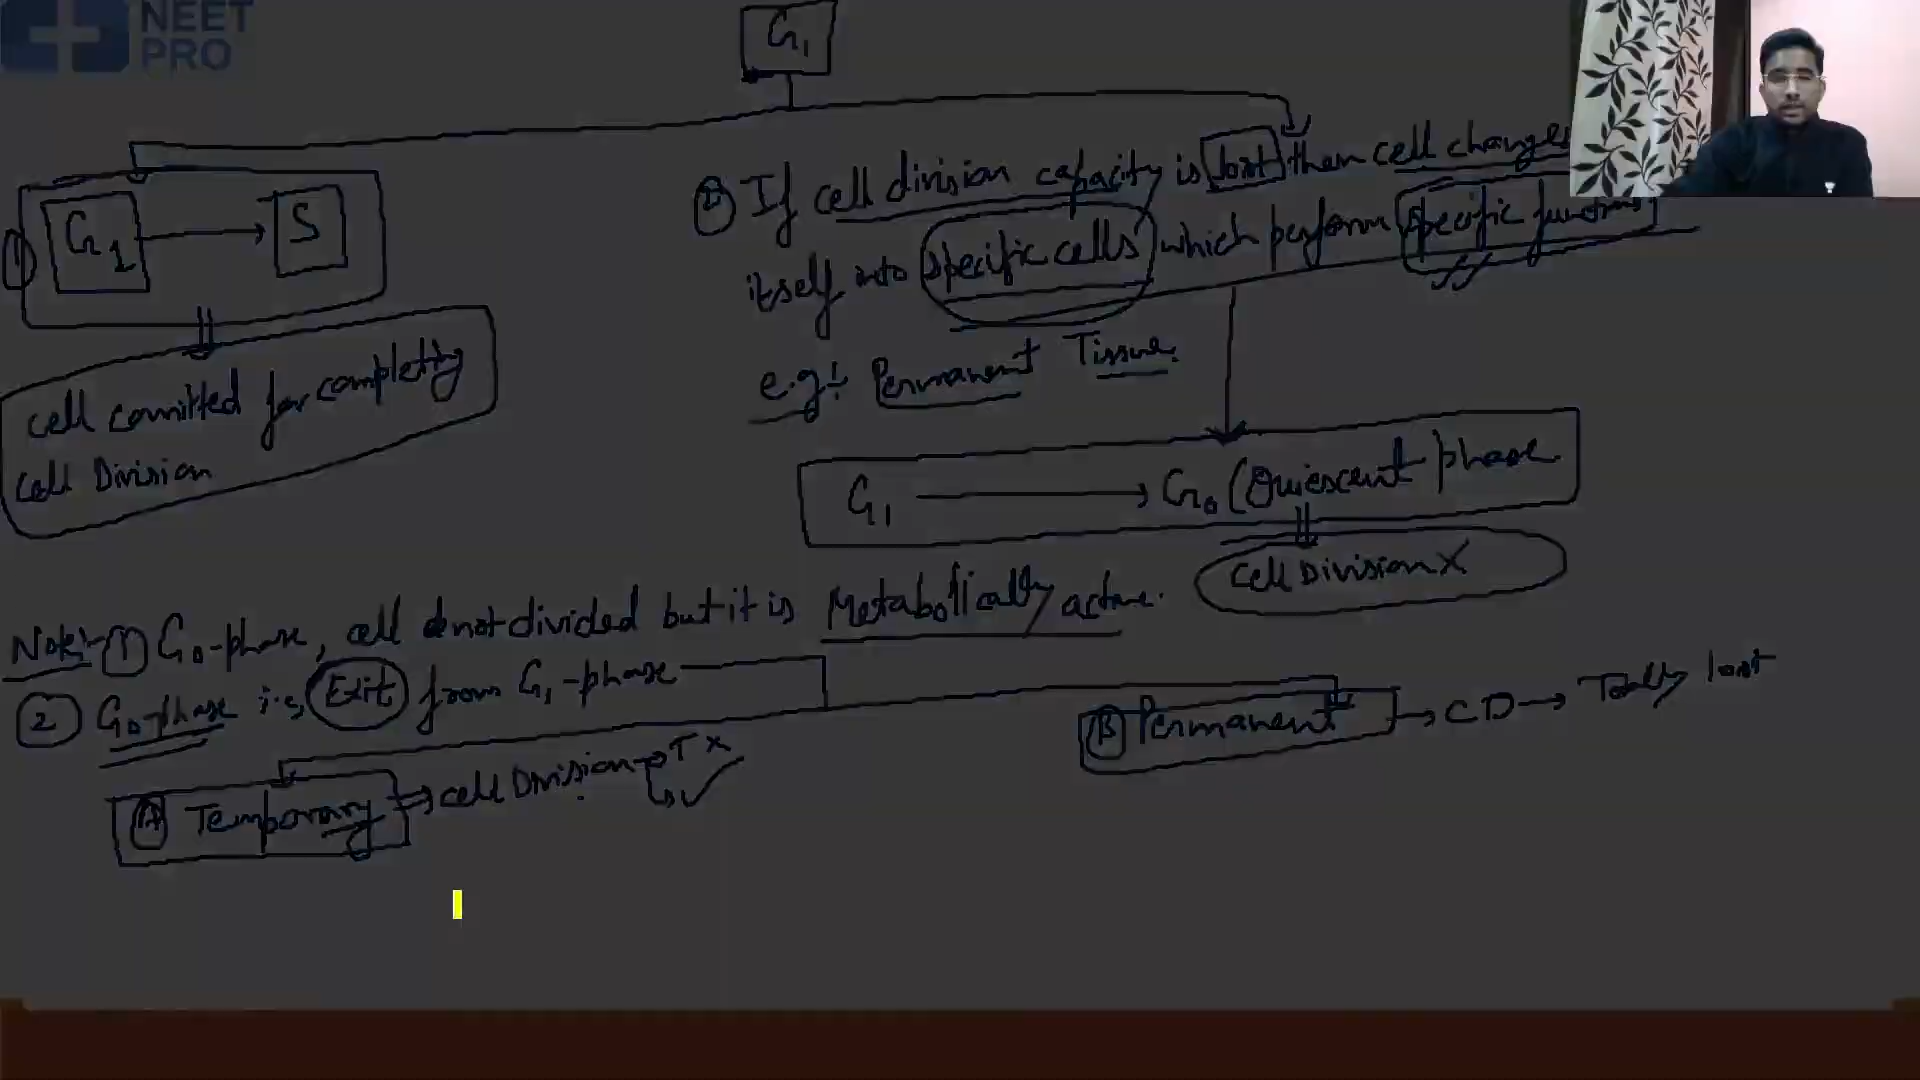 NEET
PRO
G1
① G1 → S
cell comitted for completing
cell Division
② If cell division capacity is lost then cell changes
itself into specific cells which perform specific functions
e.g:- Permanent Tissue.
G1 → G0 (Quiescent phase
cell Division X
Note:- ① G0-phase, cell do not divided but it is Metabolically active.
② G0-phase is Exit from G1-phase
Ⓐ Temporary ⇒ cell Division → T X ✓
Ⓑ Permanent → CD → Totally lost